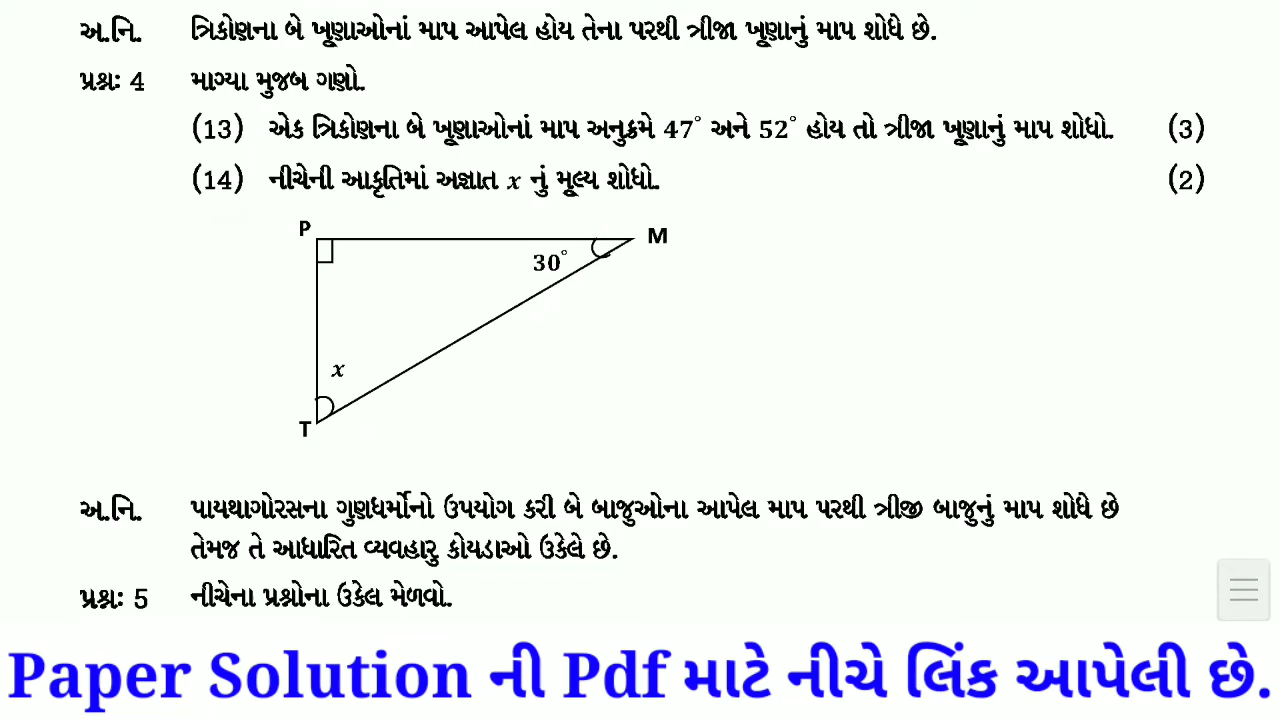 અ.નિ. ત્રિકોણના બે ખૂણાઓનાં માપ આપેલ હોય તેના પરથી ત્રીજા ખૂણાનું માપ શોધે છે.
પ્રશ્નઃ 4 માગ્યા મુજબ ગણો.
(13) એક ત્રિકોણના બે ખૂણાઓનાં માપ અનુક્રમે 47° અને 52° હોય તો ત્રીજા ખૂણાનું માપ શોધો. (3)
(14) નીચેની આકૃતિમાં અજ્ઞાત x નું મૂલ્ય શોધો. (2)
P
M
30°
x
T
અ.નિ. પાયથાગોરસના ગુણધર્મોનો ઉપયોગ કરી બે બાજુઓના આપેલ માપ પરથી ત્રીજી બાજુનું માપ શોધે છે
તેમજ તે આધારિત વ્યવહારુ કોયડાઓ ઉકેલે છે.
પ્રશ્નઃ 5 નીચેના પ્રશ્નોના ઉકેલ મેળવો.
Paper Solution ની Pdf માટે નીચે લિંક આપેલી છે.